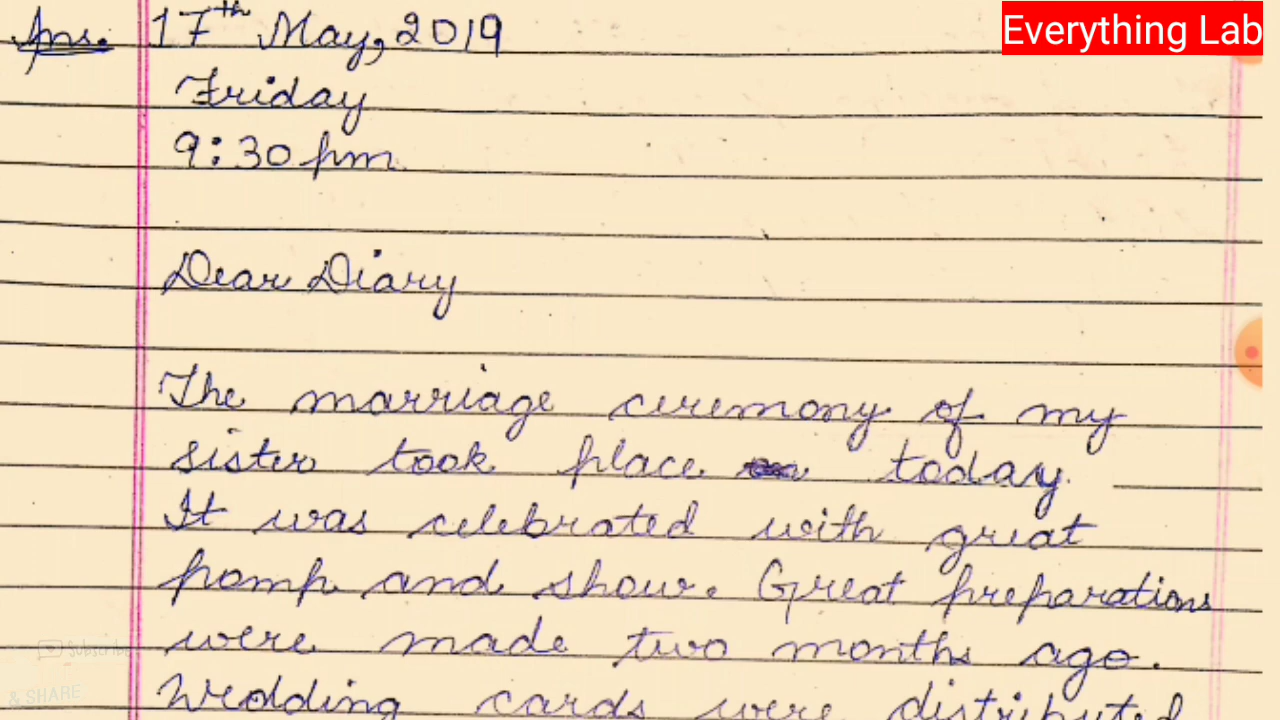 Everything Lab
Ans. 17th May, 2019
Friday
9:30 pm
Dear Diary
The marriage ceremony of my
sister took place today.
It was celebrated with great
pomp and show. Great preparations
were made two months ago.
Wedding cards were distributed
Subscribe
& SHARE